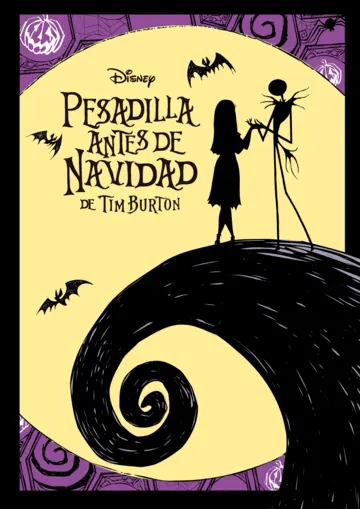 Disney
PESADILLA
ANTES DE
NAVIDAD
DE TIM BURTON